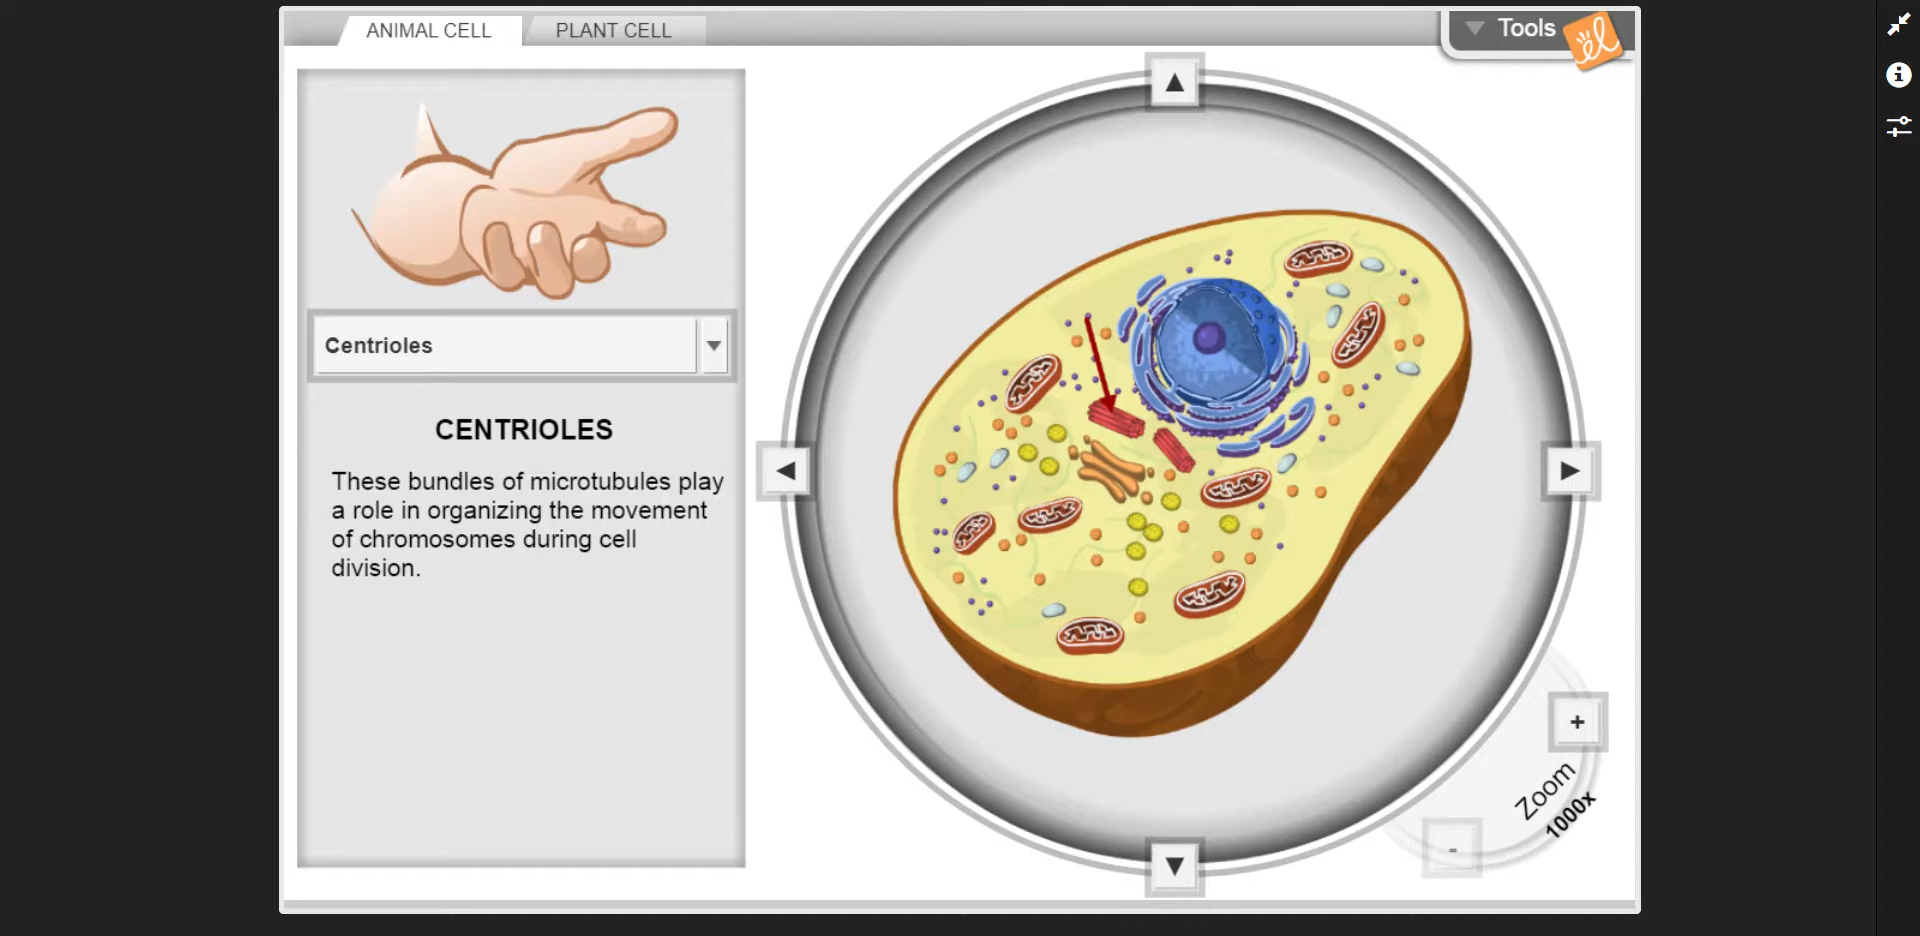 ANIMAL CELL
PLANT CELL
Tools
el
Centrioles
CENTRIOLES
These bundles of microtubules play
a role in organizing the movement
of chromosomes during cell
division.
+
Zoom
1000x
-